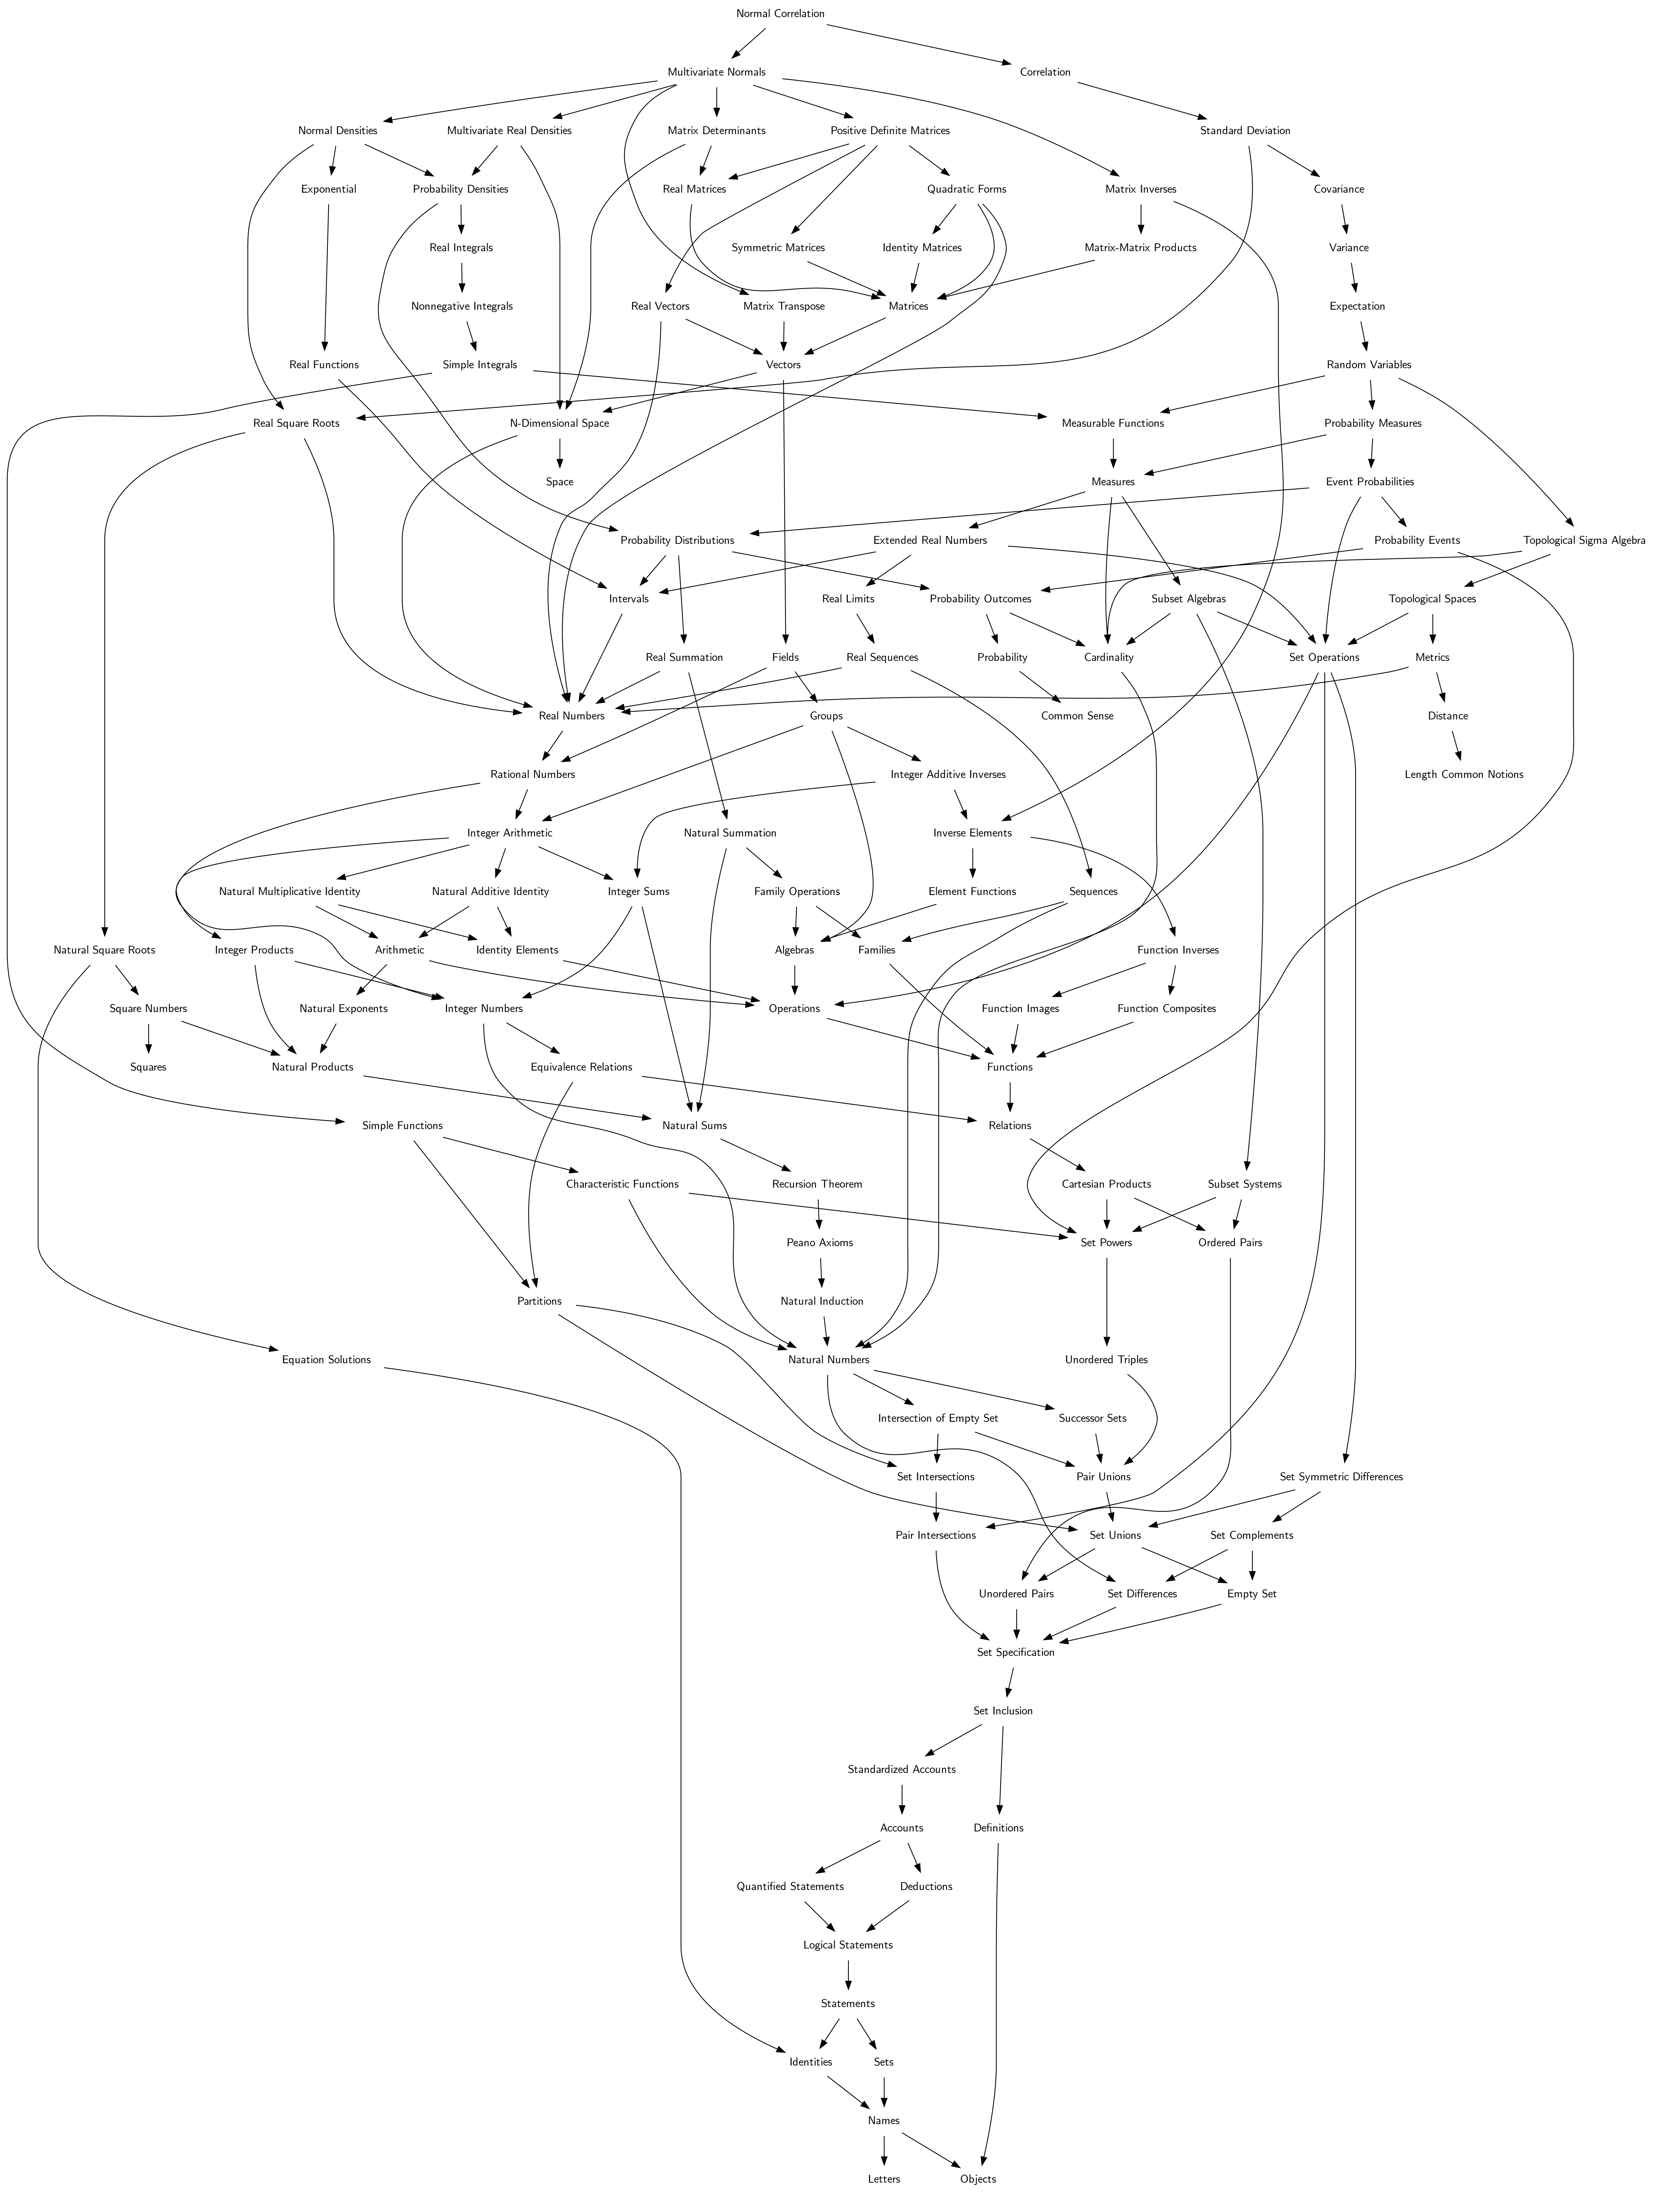 Normal Correlation
Multivariate Normals
Correlation
Normal Densities
Multivariate Real Densities
Matrix Determinants
Positive Definite Matrices
Standard Deviation
Exponential
Probability Densities
Real Matrices
Quadratic Forms
Matrix Inverses
Covariance
Real Integrals
Symmetric Matrices
Identity Matrices
Matrix-Matrix Products
Variance
Nonnegative Integrals
Real Vectors
Matrix Transpose
Matrices
Expectation
Real Functions
Simple Integrals
Vectors
Random Variables
Real Square Roots
N-Dimensional Space
Measurable Functions
Probability Measures
Space
Measures
Event Probabilities
Probability Distributions
Extended Real Numbers
Probability Events
Topological Sigma Algebra
Intervals
Real Limits
Probability Outcomes
Subset Algebras
Topological Spaces
Real Summation
Fields
Real Sequences
Probability
Cardinality
Set Operations
Metrics
Real Numbers
Groups
Common Sense
Distance
Rational Numbers
Integer Additive Inverses
Length Common Notions
Integer Arithmetic
Natural Summation
Inverse Elements
Natural Multiplicative Identity
Natural Additive Identity
Integer Sums
Family Operations
Element Functions
Sequences
Natural Square Roots
Integer Products
Arithmetic
Identity Elements
Algebras
Families
Function Inverses
Square Numbers
Natural Exponents
Integer Numbers
Operations
Function Images
Function Composites
Squares
Natural Products
Equivalence Relations
Functions
Simple Functions
Natural Sums
Relations
Characteristic Functions
Recursion Theorem
Cartesian Products
Subset Systems
Peano Axioms
Set Powers
Ordered Pairs
Partitions
Natural Induction
Equation Solutions
Natural Numbers
Unordered Triples
Intersection of Empty Set
Successor Sets
Set Intersections
Pair Unions
Set Symmetric Differences
Pair Intersections
Set Unions
Set Complements
Unordered Pairs
Set Differences
Empty Set
Set Specification
Set Inclusion
Standardized Accounts
Accounts
Definitions
Quantified Statements
Deductions
Logical Statements
Statements
Identities
Sets
Names
Letters
Objects